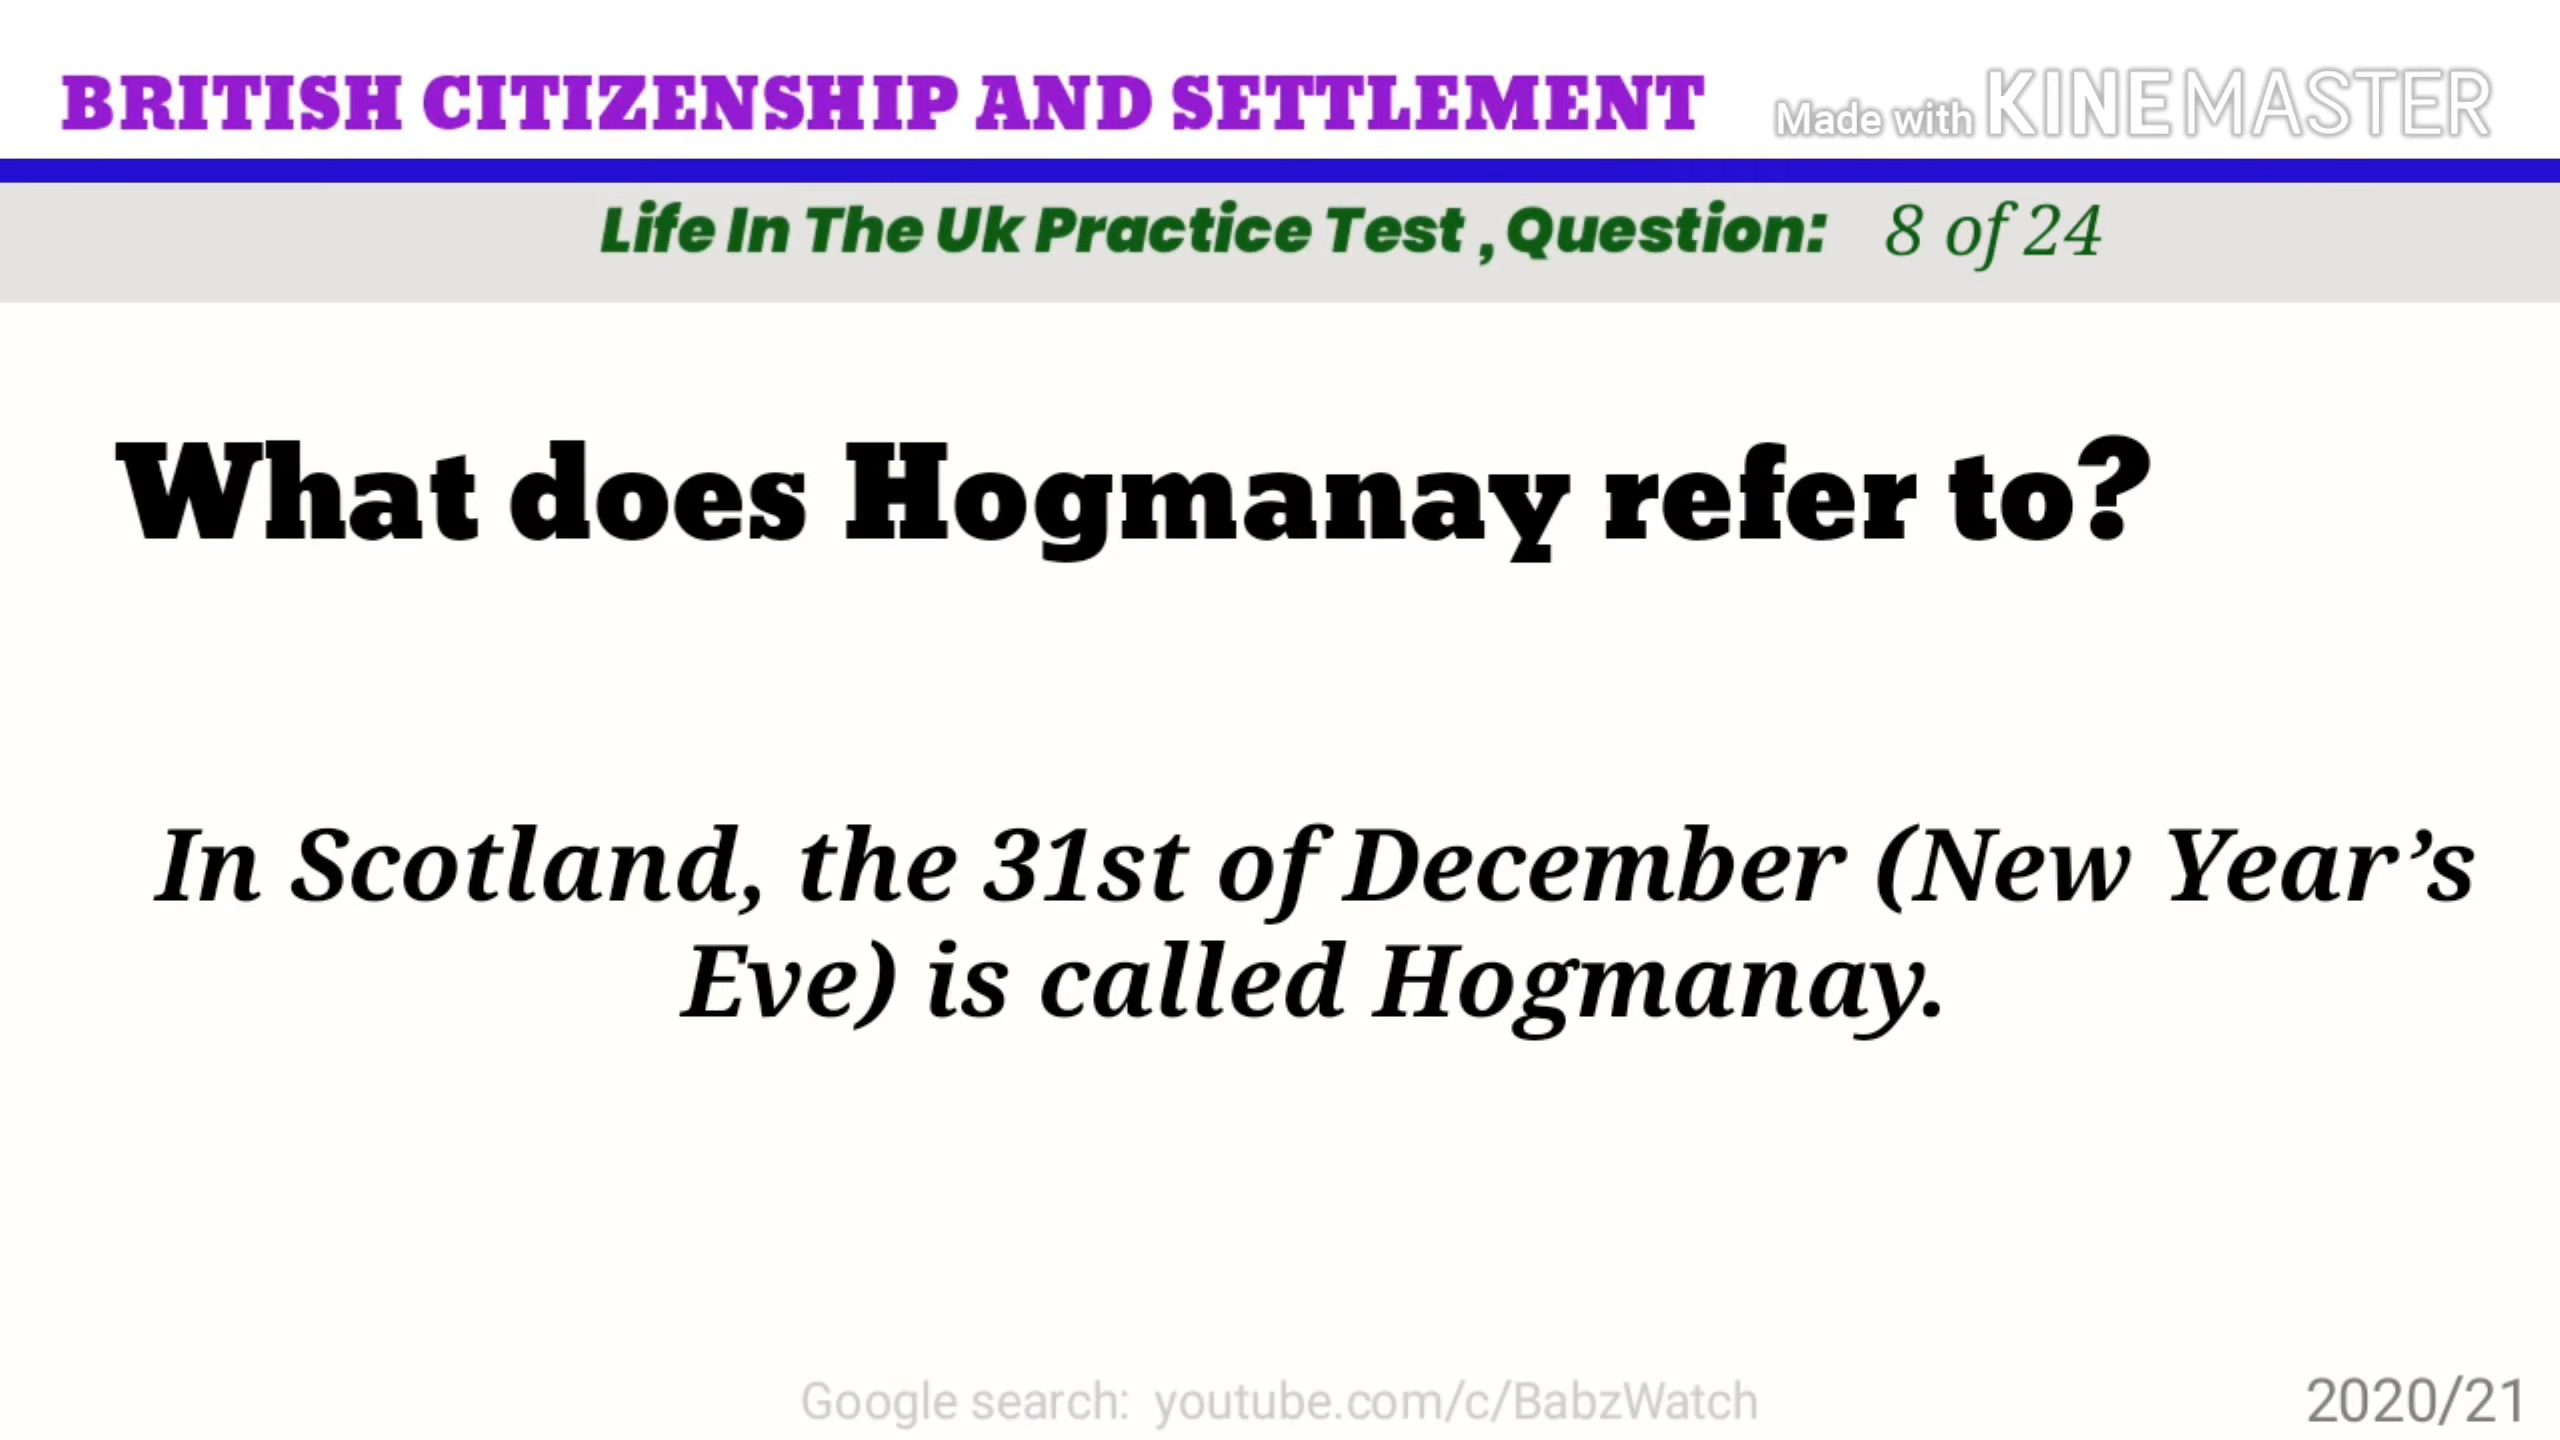 BRITISH CITIZENSHIP AND SETTLEMENT
Made with KINEMASTER
Life In The Uk Practice Test , Question: 8 of 24
What does Hogmanay refer to?
In Scotland, the 31st of December (New Year’s
Eve) is called Hogmanay.
Google search: youtube.com/c/BabzWatch
2020/21